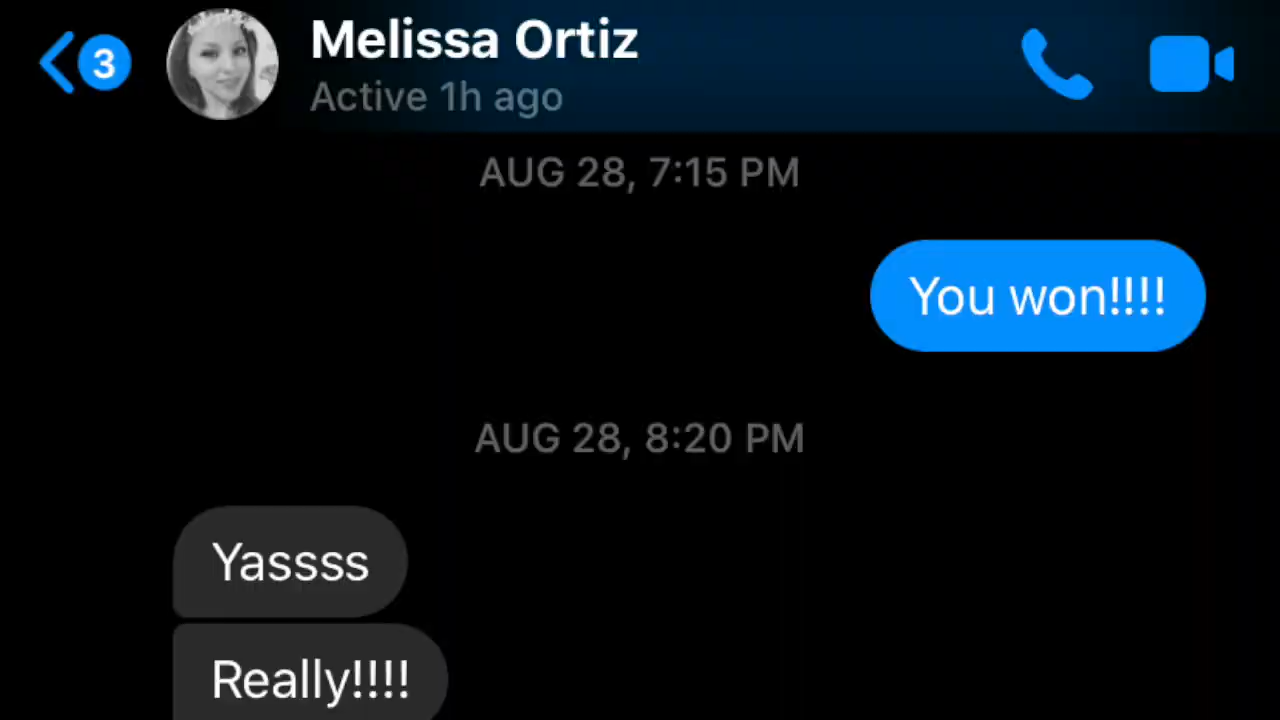 3
Melissa Ortiz
Active 1h ago
AUG 28, 7:15 PM
You won!!!!
AUG 28, 8:20 PM
Yassss
Really!!!!